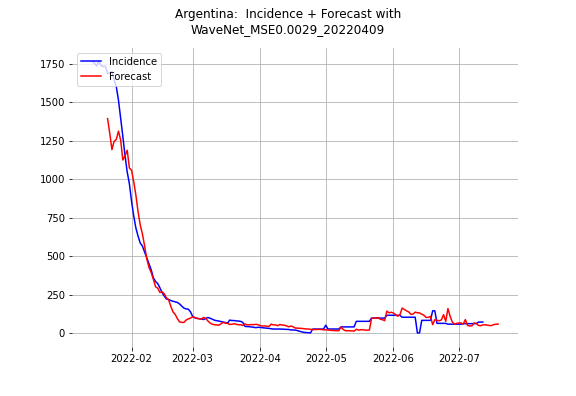 Argentina: Incidence + Forecast with
WaveNet_MSE0.0029_20220409
Incidence
Forecast
1750
1500
1250
1000
750
500
250
0
2022-02 2022-03 2022-04 2022-05 2022-06 2022-07